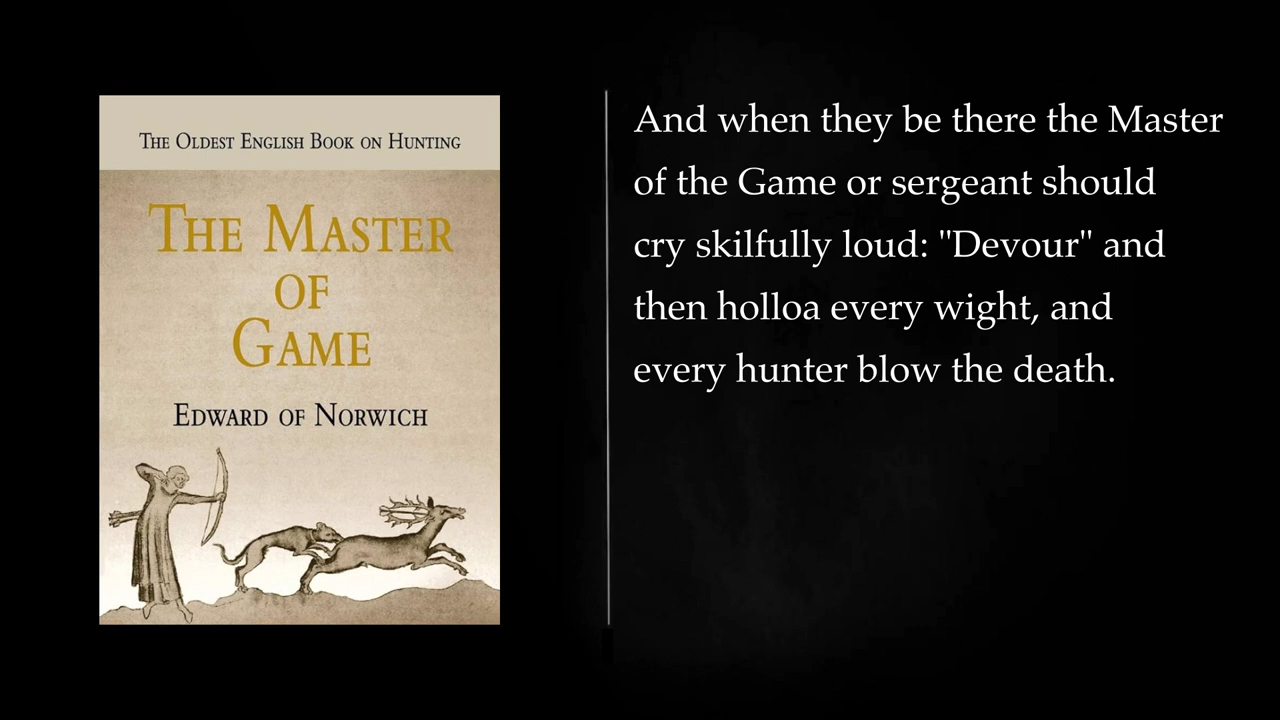 The Oldest English Book on Hunting
The Master
of
Game
Edward of Norwich
And when they be there the Master
of the Game or sergeant should
cry skilfully loud: "Devour" and
then holloa every wight, and
every hunter blow the death.